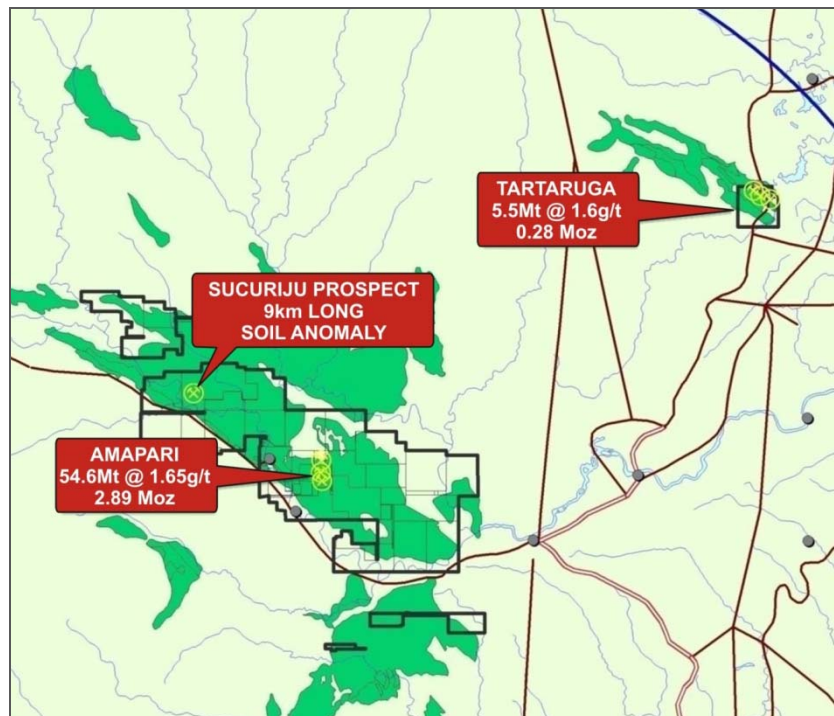 TARTARUGA
5.5Mt @ 1.6g/t
0.28 Moz
SUCURIJU PROSPECT
9km LONG
SOIL ANOMALY
AMAPARI
54.6Mt @ 1.65g/t
2.89 Moz